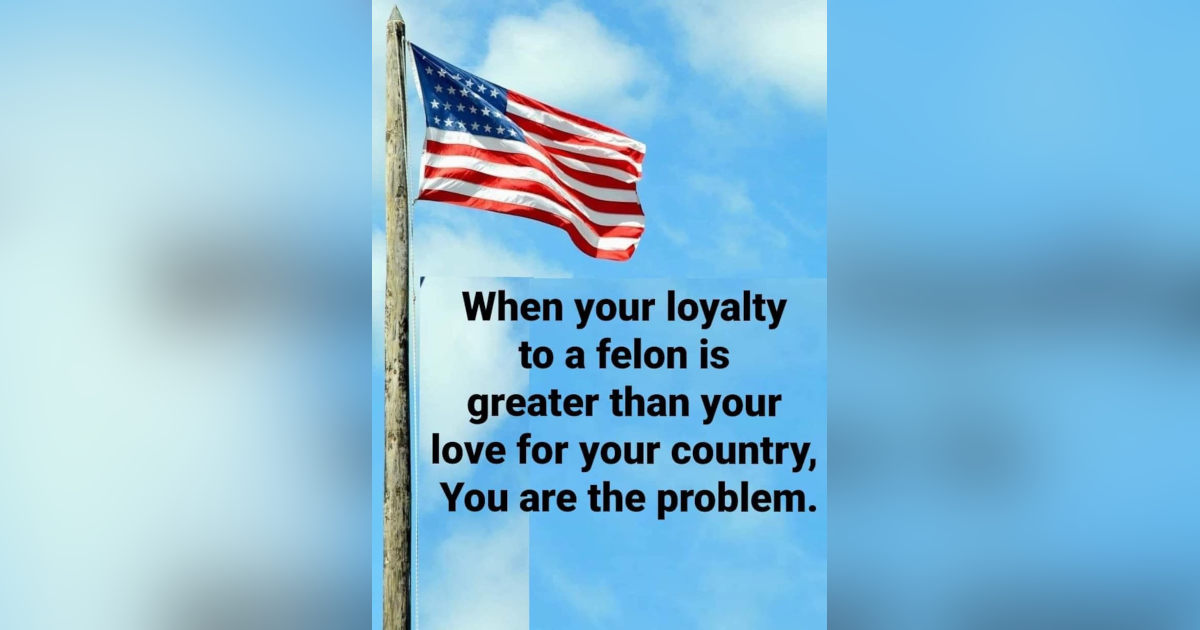 When your loyalty
to a felon is
greater than your
love for your country,
You are the problem.